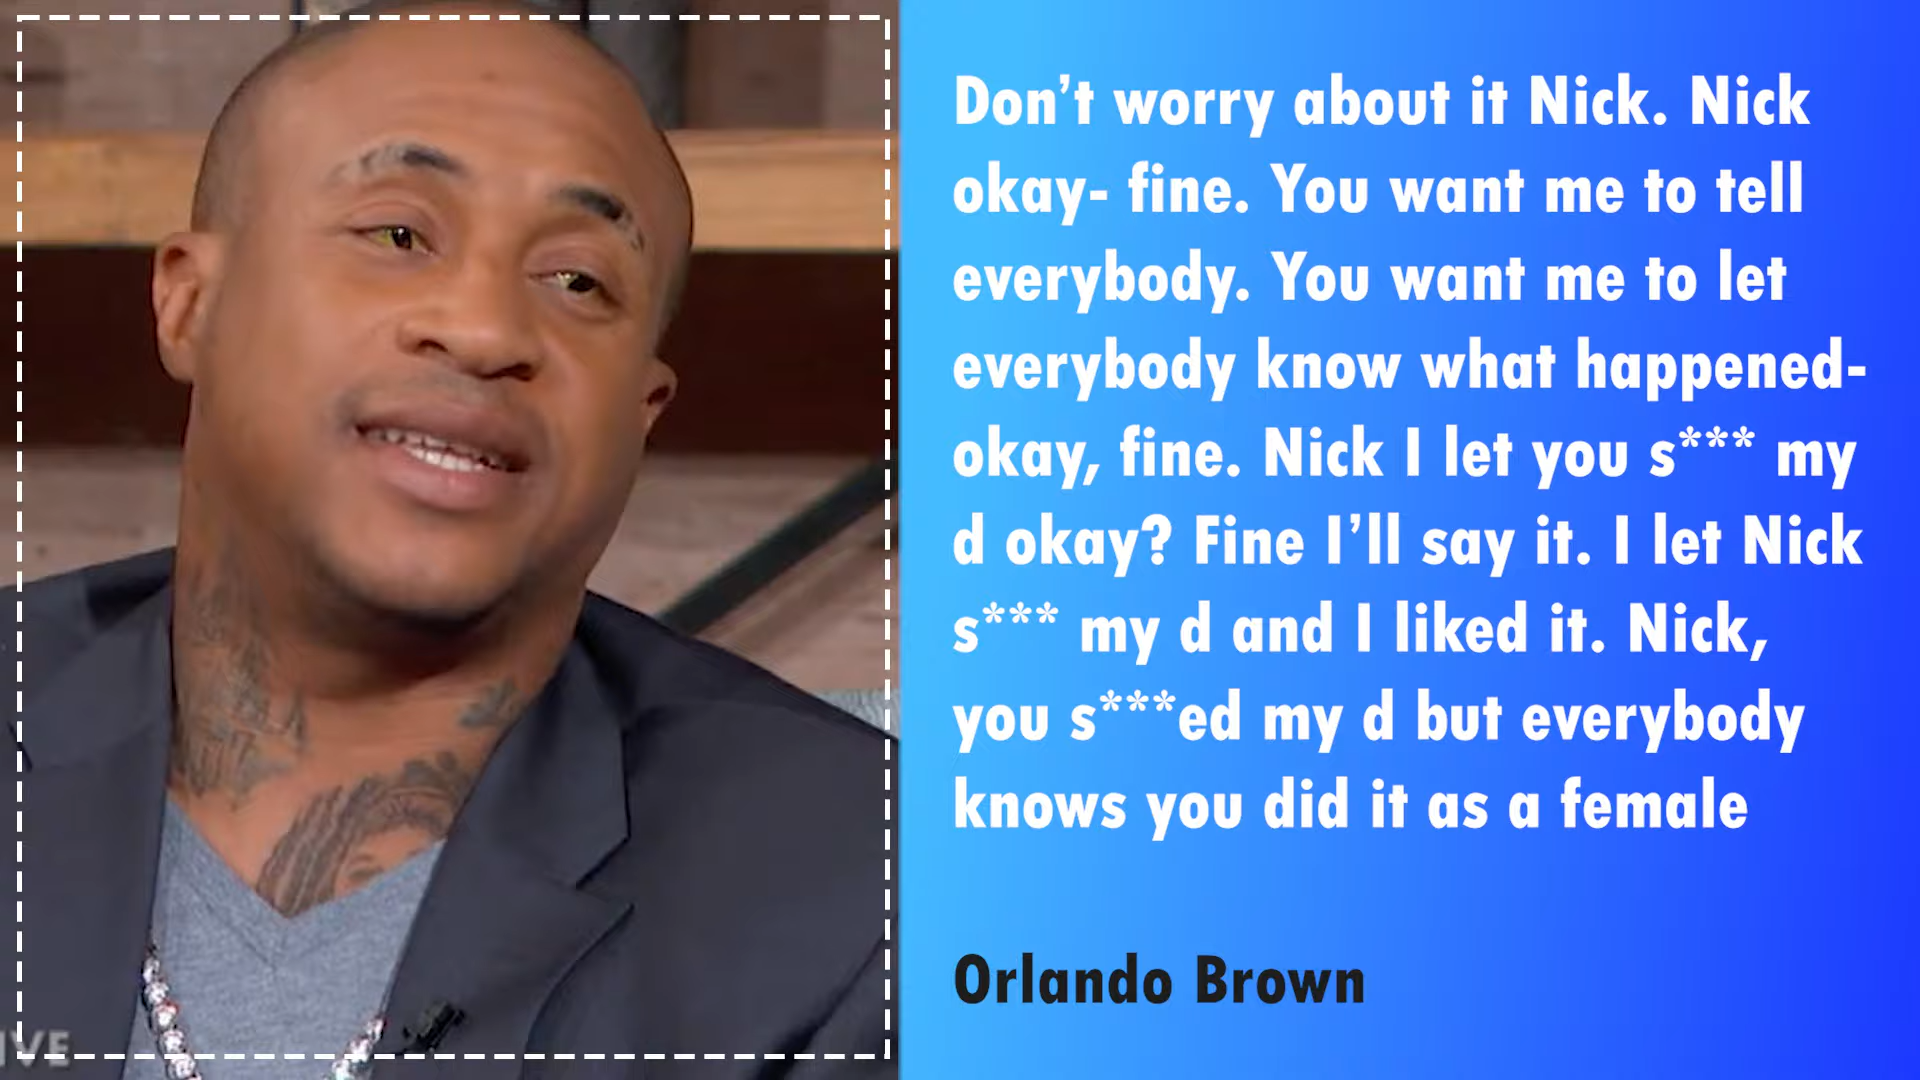 Don’t worry about it Nick. Nick
okay- fine. You want me to tell
everybody. You want me to let
everybody know what happened-
okay, fine. Nick I let you s*** my
d okay? Fine I’ll say it. I let Nick
s*** my d and I liked it. Nick,
you s***ed my d but everybody
knows you did it as a female
Orlando Brown
IVE